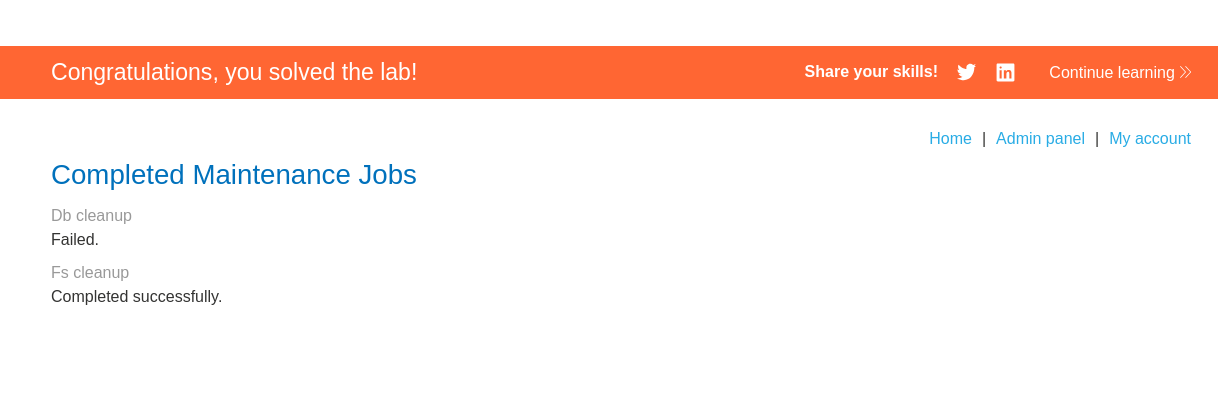 Congratulations, you solved the lab!
Share your skills!
Continue learning
Home | Admin panel | My account
Completed Maintenance Jobs
Db cleanup
Failed.
Fs cleanup
Completed successfully.